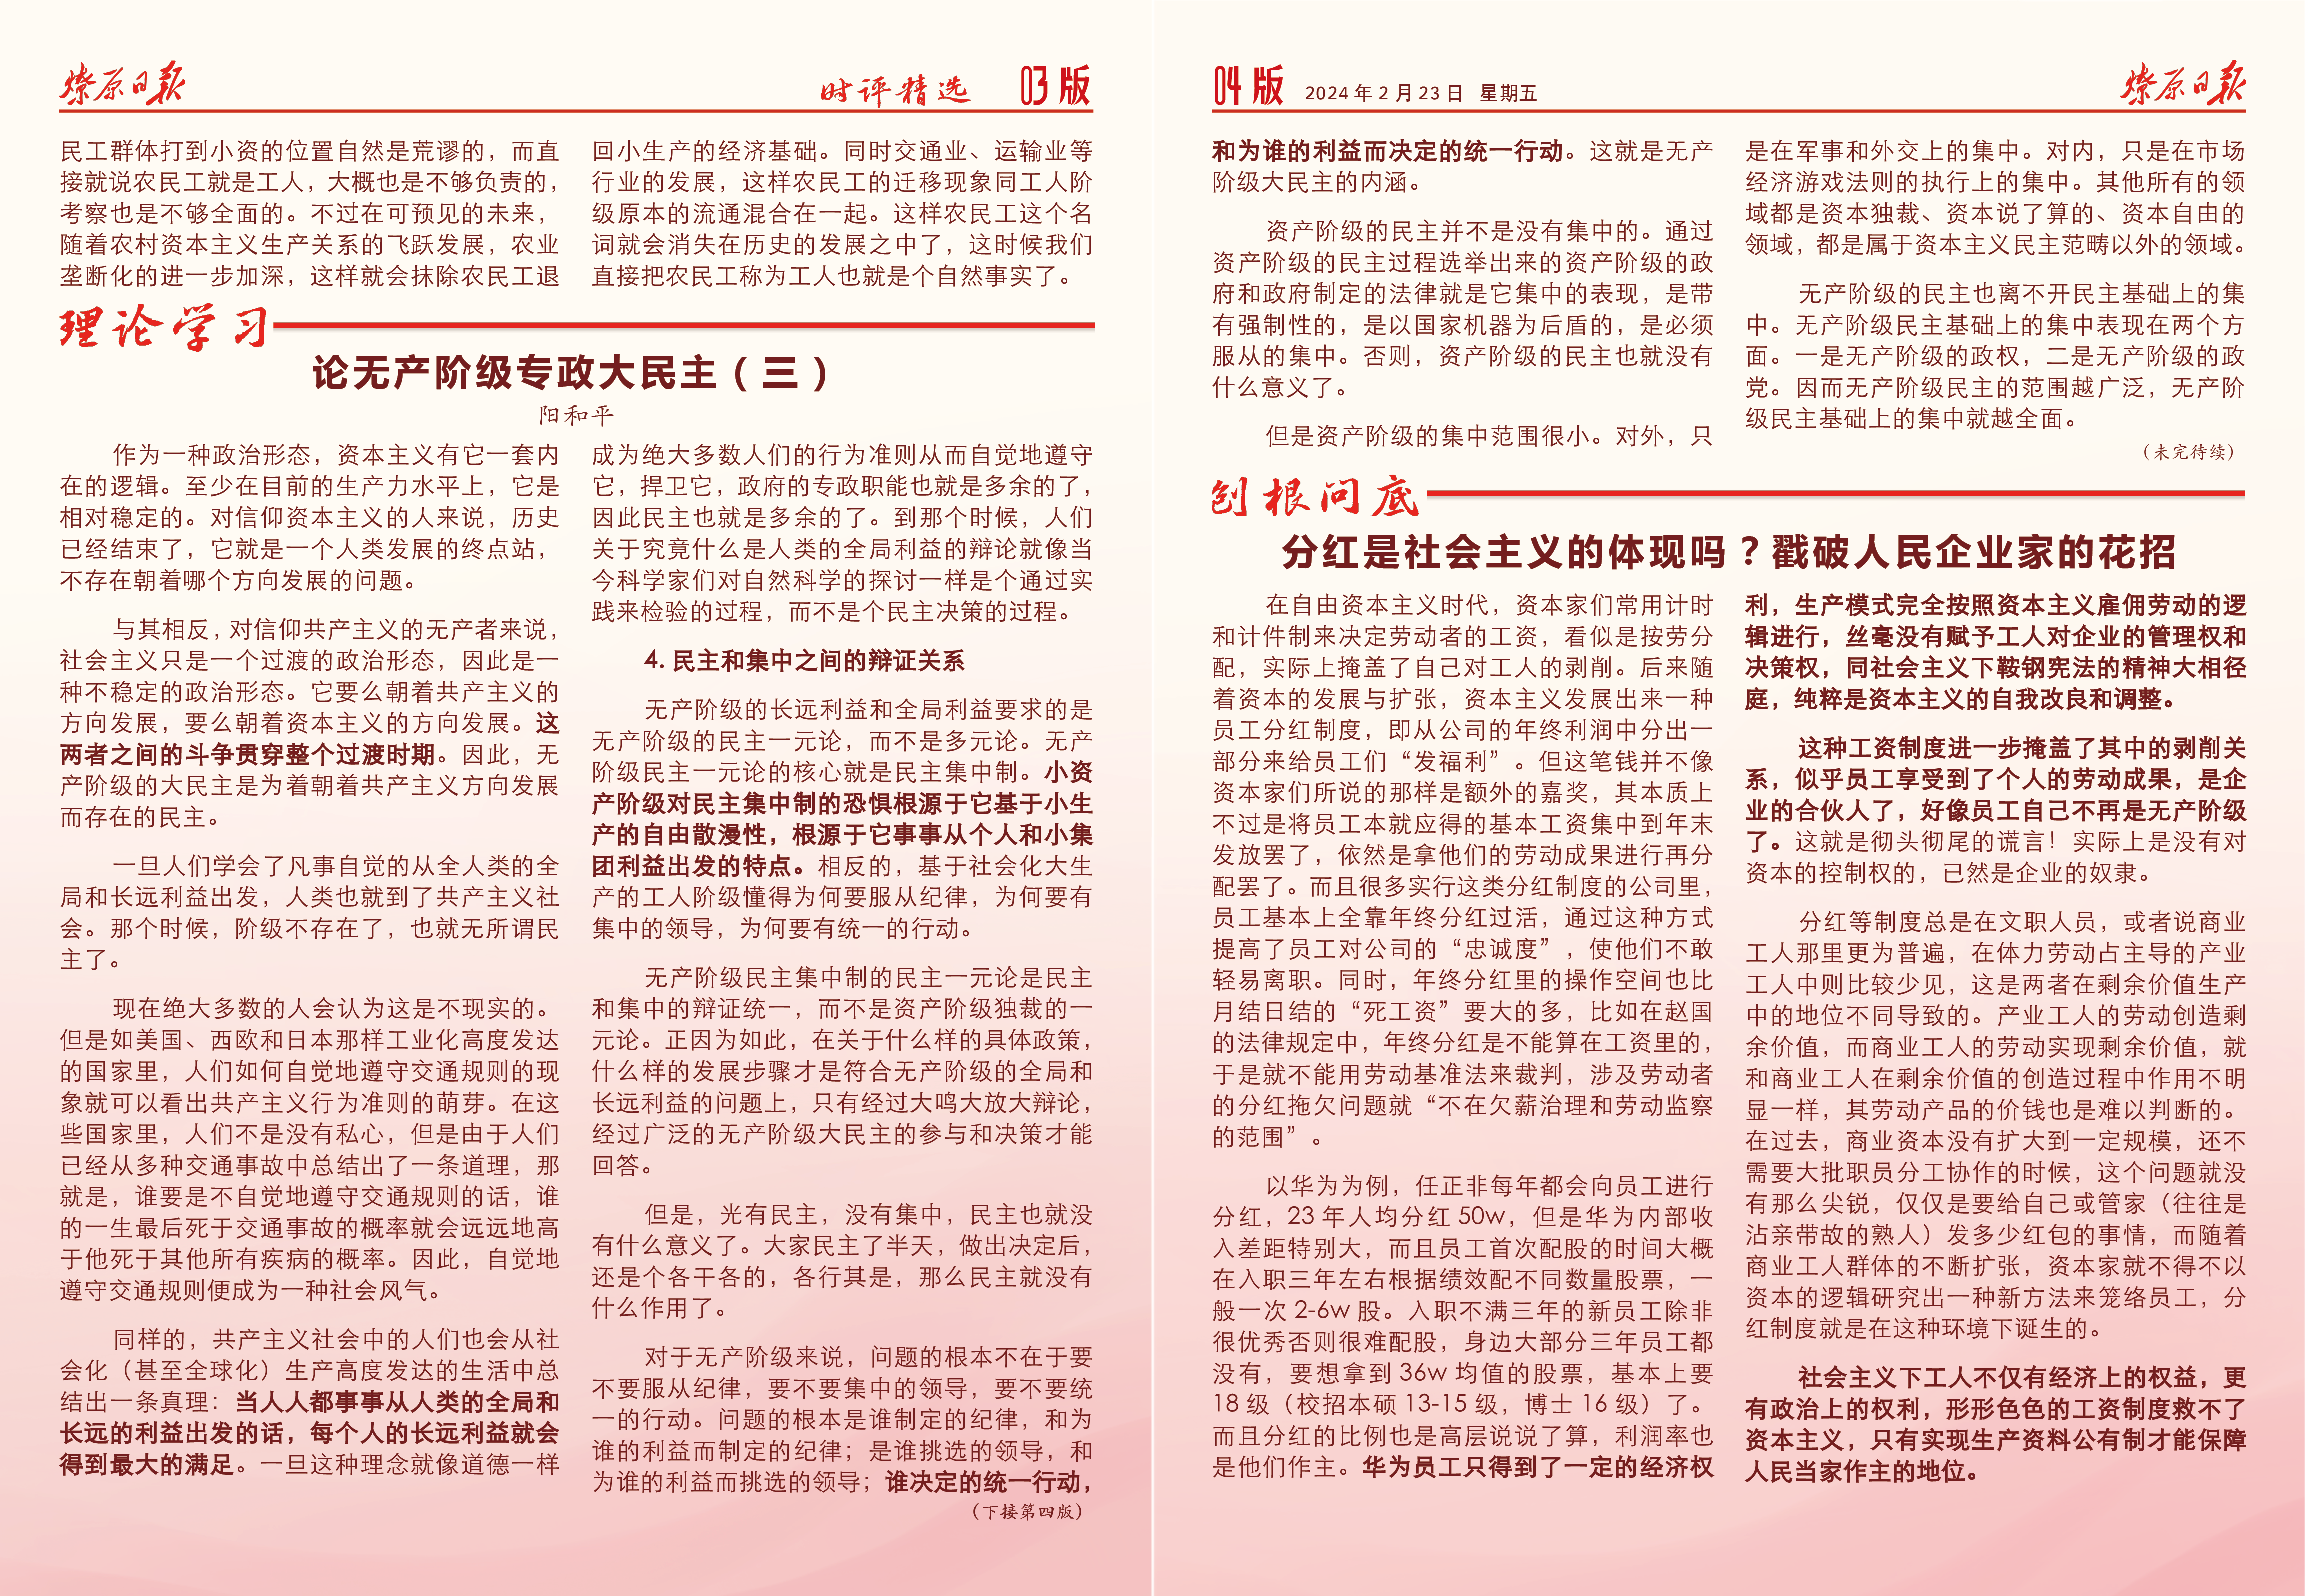 燎原日报
时评精选
03版
民工群体打到小资的位置自然是荒谬的，而直
接就说农民工就是工人，大概也是不够负责的，
考察也是不够全面的。不过在可预见的未来，
随着农村资本主义生产关系的飞跃发展，农业
垄断化的进一步加深，这样就会抹除农民工退
回小生产的经济基础。同时交通业、运输业等
行业的发展，这样农民工的迁移现象同工人阶
级原本的流通混合在一起。这样农民工这个名
词就会消失在历史的发展之中了，这时候我们
直接把农民工称为工人也就是个自然事实了。
理论学习
论无产阶级专政大民主（三）
阳和平
作为一种政治形态，资本主义有它一套内
在的逻辑。至少在目前的生产力水平上，它是
相对稳定的。对信仰资本主义的人来说，历史
已经结束了，它就是一个人类发展的终点站，
不存在朝着哪个方向发展的问题。
与其相反，对信仰共产主义的无产者来说，
社会主义只是一个过渡的政治形态，因此是一
种不稳定的政治形态。它要么朝着共产主义的
方向发展，要么朝着资本主义的方向发展。这
两者之间的斗争贯穿整个过渡时期。因此，无
产阶级的大民主是为着朝着共产主义方向发展
而存在的民主。
一旦人们学会了凡事自觉的从全人类的全
局和长远利益出发，人类也就到了共产主义社
会。那个时候，阶级不存在了，也就无所谓民
主了。
现在绝大多数的人会认为这是不现实的。
但是如美国、西欧和日本那样工业化高度发达
的国家里，人们如何自觉地遵守交通规则的现
象就可以看出共产主义行为准则的萌芽。在这
些国家里，人们不是没有私心，但是由于人们
已经从多种交通事故中总结出了一条道理，那
就是，谁要是不自觉地遵守交通规则的话，谁
的一生最后死于交通事故的概率就会远远地高
于他死于其他所有疾病的概率。因此，自觉地
遵守交通规则便成为一种社会风气。
同样的，共产主义社会中的人们也会从社
会化（甚至全球化）生产高度发达的生活中总
结出一条真理：当人人都事事从人类的全局和
长远的利益出发的话，每个人的长远利益就会
得到最大的满足。一旦这种理念就像道德一样
成为绝大多数人们的行为准则从而自觉地遵守
它，捍卫它，政府的专政职能也就是多余的了，
因此民主也就是多余的了。到那个时候，人们
关于究竟什么是人类的全局利益的辩论就像当
今科学家们对自然科学的探讨一样是个通过实
践来检验的过程，而不是个民主决策的过程。
4. 民主和集中之间的辩证关系
无产阶级的长远利益和全局利益要求的是
无产阶级的民主一元论，而不是多元论。无产
阶级民主一元论的核心就是民主集中制。小资
产阶级对民主集中制的恐惧根源于它基于小生
产的自由散漫性，根源于它事事从个人和小集
团利益出发的特点。相反的，基于社会化大生
产的工人阶级懂得为何要服从纪律，为何要有
集中的领导，为何要有统一的行动。
无产阶级民主集中制的民主一元论是民主
和集中的辩证统一，而不是资产阶级独裁的一
元论。正因为如此，在关于什么样的具体政策，
什么样的发展步骤才是符合无产阶级的全局和
长远利益的问题上，只有经过大鸣大放大辩论，
经过广泛的无产阶级大民主的参与和决策才能
回答。
但是，光有民主，没有集中，民主也就没
有什么意义了。大家民主了半天，做出决定后，
还是个各干各的，各行其是，那么民主就没有
什么作用了。
对于无产阶级来说，问题的根本不在于要
不要服从纪律，要不要集中的领导，要不要统
一的行动。问题的根本是谁制定的纪律，和为
谁的利益而制定的纪律；是谁挑选的领导，和
为谁的利益而挑选的领导；谁决定的统一行动，
（下接第四版）
04版
2024 年 2 月 23 日 星期五
燎原日报
和为谁的利益而决定的统一行动。这就是无产
阶级大民主的内涵。
资产阶级的民主并不是没有集中的。通过
资产阶级的民主过程选举出来的资产阶级的政
府和政府制定的法律就是它集中的表现，是带
有强制性的，是以国家机器为后盾的，是必须
服从的集中。否则，资产阶级的民主也就没有
什么意义了。
但是资产阶级的集中范围很小。对外，只
是在军事和外交上的集中。对内，只是在市场
经济游戏法则的执行上的集中。其他所有的领
域都是资本独裁、资本说了算的、资本自由的
领域，都是属于资本主义民主范畴以外的领域。
无产阶级的民主也离不开民主基础上的集
中。无产阶级民主基础上的集中表现在两个方
面。一是无产阶级的政权，二是无产阶级的政
党。因而无产阶级民主的范围越广泛，无产阶
级民主基础上的集中就越全面。
（未完待续）
刨根问底
分红是社会主义的体现吗？戳破人民企业家的花招
在自由资本主义时代，资本家们常用计时
和计件制来决定劳动者的工资，看似是按劳分
配，实际上掩盖了自己对工人的剥削。后来随
着资本的发展与扩张，资本主义发展出来一种
员工分红制度，即从公司的年终利润中分出一
部分来给员工们“发福利”。但这笔钱并不像
资本家们所说的那样是额外的嘉奖，其本质上
不过是将员工本就应得的基本工资集中到年末
发放罢了，依然是拿他们的劳动成果进行再分
配罢了。而且很多实行这类分红制度的公司里，
员工基本上全靠年终分红过活，通过这种方式
提高了员工对公司的“忠诚度”，使他们不敢
轻易离职。同时，年终分红里的操作空间也比
月结日结的“死工资”要大的多，比如在赵国
的法律规定中，年终分红是不能算在工资里的，
于是就不能用劳动基准法来裁判，涉及劳动者
的分红拖欠问题就“不在欠薪治理和劳动监察
的范围”。
以华为为例，任正非每年都会向员工进行
分红，23 年人均分红 50w，但是华为内部收
入差距特别大，而且员工首次配股的时间大概
在入职三年左右根据绩效配不同数量股票，一
般一次 2-6w 股。入职不满三年的新员工除非
很优秀否则很难配股，身边大部分三年员工都
没有，要想拿到 36w 均值的股票，基本上要
18 级（校招本硕 13-15 级，博士 16 级）了。
而且分红的比例也是高层说说了算，利润率也
是他们作主。华为员工只得到了一定的经济权
利，生产模式完全按照资本主义雇佣劳动的逻
辑进行，丝毫没有赋予工人对企业的管理权和
决策权，同社会主义下鞍钢宪法的精神大相径
庭，纯粹是资本主义的自我改良和调整。
这种工资制度进一步掩盖了其中的剥削关
系，似乎员工享受到了个人的劳动成果，是企
业的合伙人了，好像员工自己不再是无产阶级
了。这就是彻头彻尾的谎言！实际上是没有对
资本的控制权的，已然是企业的奴隶。
分红等制度总是在文职人员，或者说商业
工人那里更为普遍，在体力劳动占主导的产业
工人中则比较少见，这是两者在剩余价值生产
中的地位不同导致的。产业工人的劳动创造剩
余价值，而商业工人的劳动实现剩余价值，就
和商业工人在剩余价值的创造过程中作用不明
显一样，其劳动产品的价钱也是难以判断的。
在过去，商业资本没有扩大到一定规模，还不
需要大批职员分工协作的时候，这个问题就没
有那么尖锐，仅仅是要给自己或管家（往往是
沾亲带故的熟人）发多少红包的事情，而随着
商业工人群体的不断扩张，资本家就不得不以
资本的逻辑研究出一种新方法来笼络员工，分
红制度就是在这种环境下诞生的。
社会主义下工人不仅有经济上的权益，更
有政治上的权利，形形色色的工资制度救不了
资本主义，只有实现生产资料公有制才能保障
人民当家作主的地位。